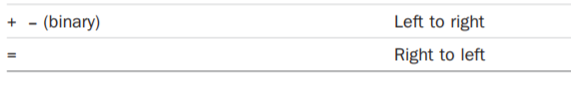 + – (binary) Left to right
= Right to left